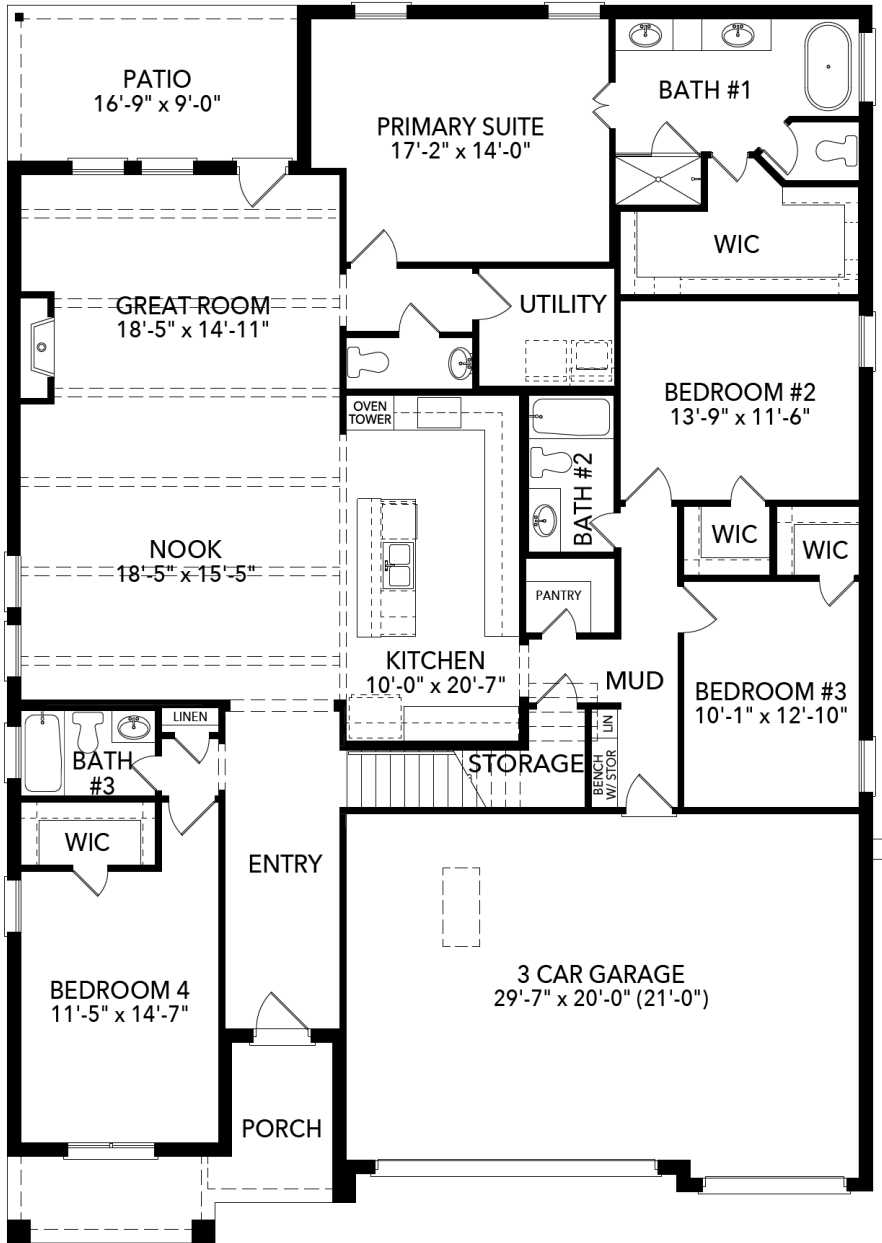 PATIO
16'-9" x 9'-0"
PRIMARY SUITE
17'-2" x 14'-0"
BATH #1
WIC
GREAT ROOM
18'-5" x 14'-11"
UTILITY
BEDROOM #2
13'-9" x 11'-6"
OVEN
TOWER
BATH #2
WIC
WIC
NOOK
18'-5" x 15'-5"
PANTRY
KITCHEN
10'-0" x 20'-7"
MUD
BEDROOM #3
10'-1" x 12'-10"
LINEN
BATH
#3
STORAGE
LIN
BENCH
W/ STOR
WIC
ENTRY
BEDROOM 4
11'-5" x 14'-7"
3 CAR GARAGE
29'-7" x 20'-0" (21'-0")
PORCH